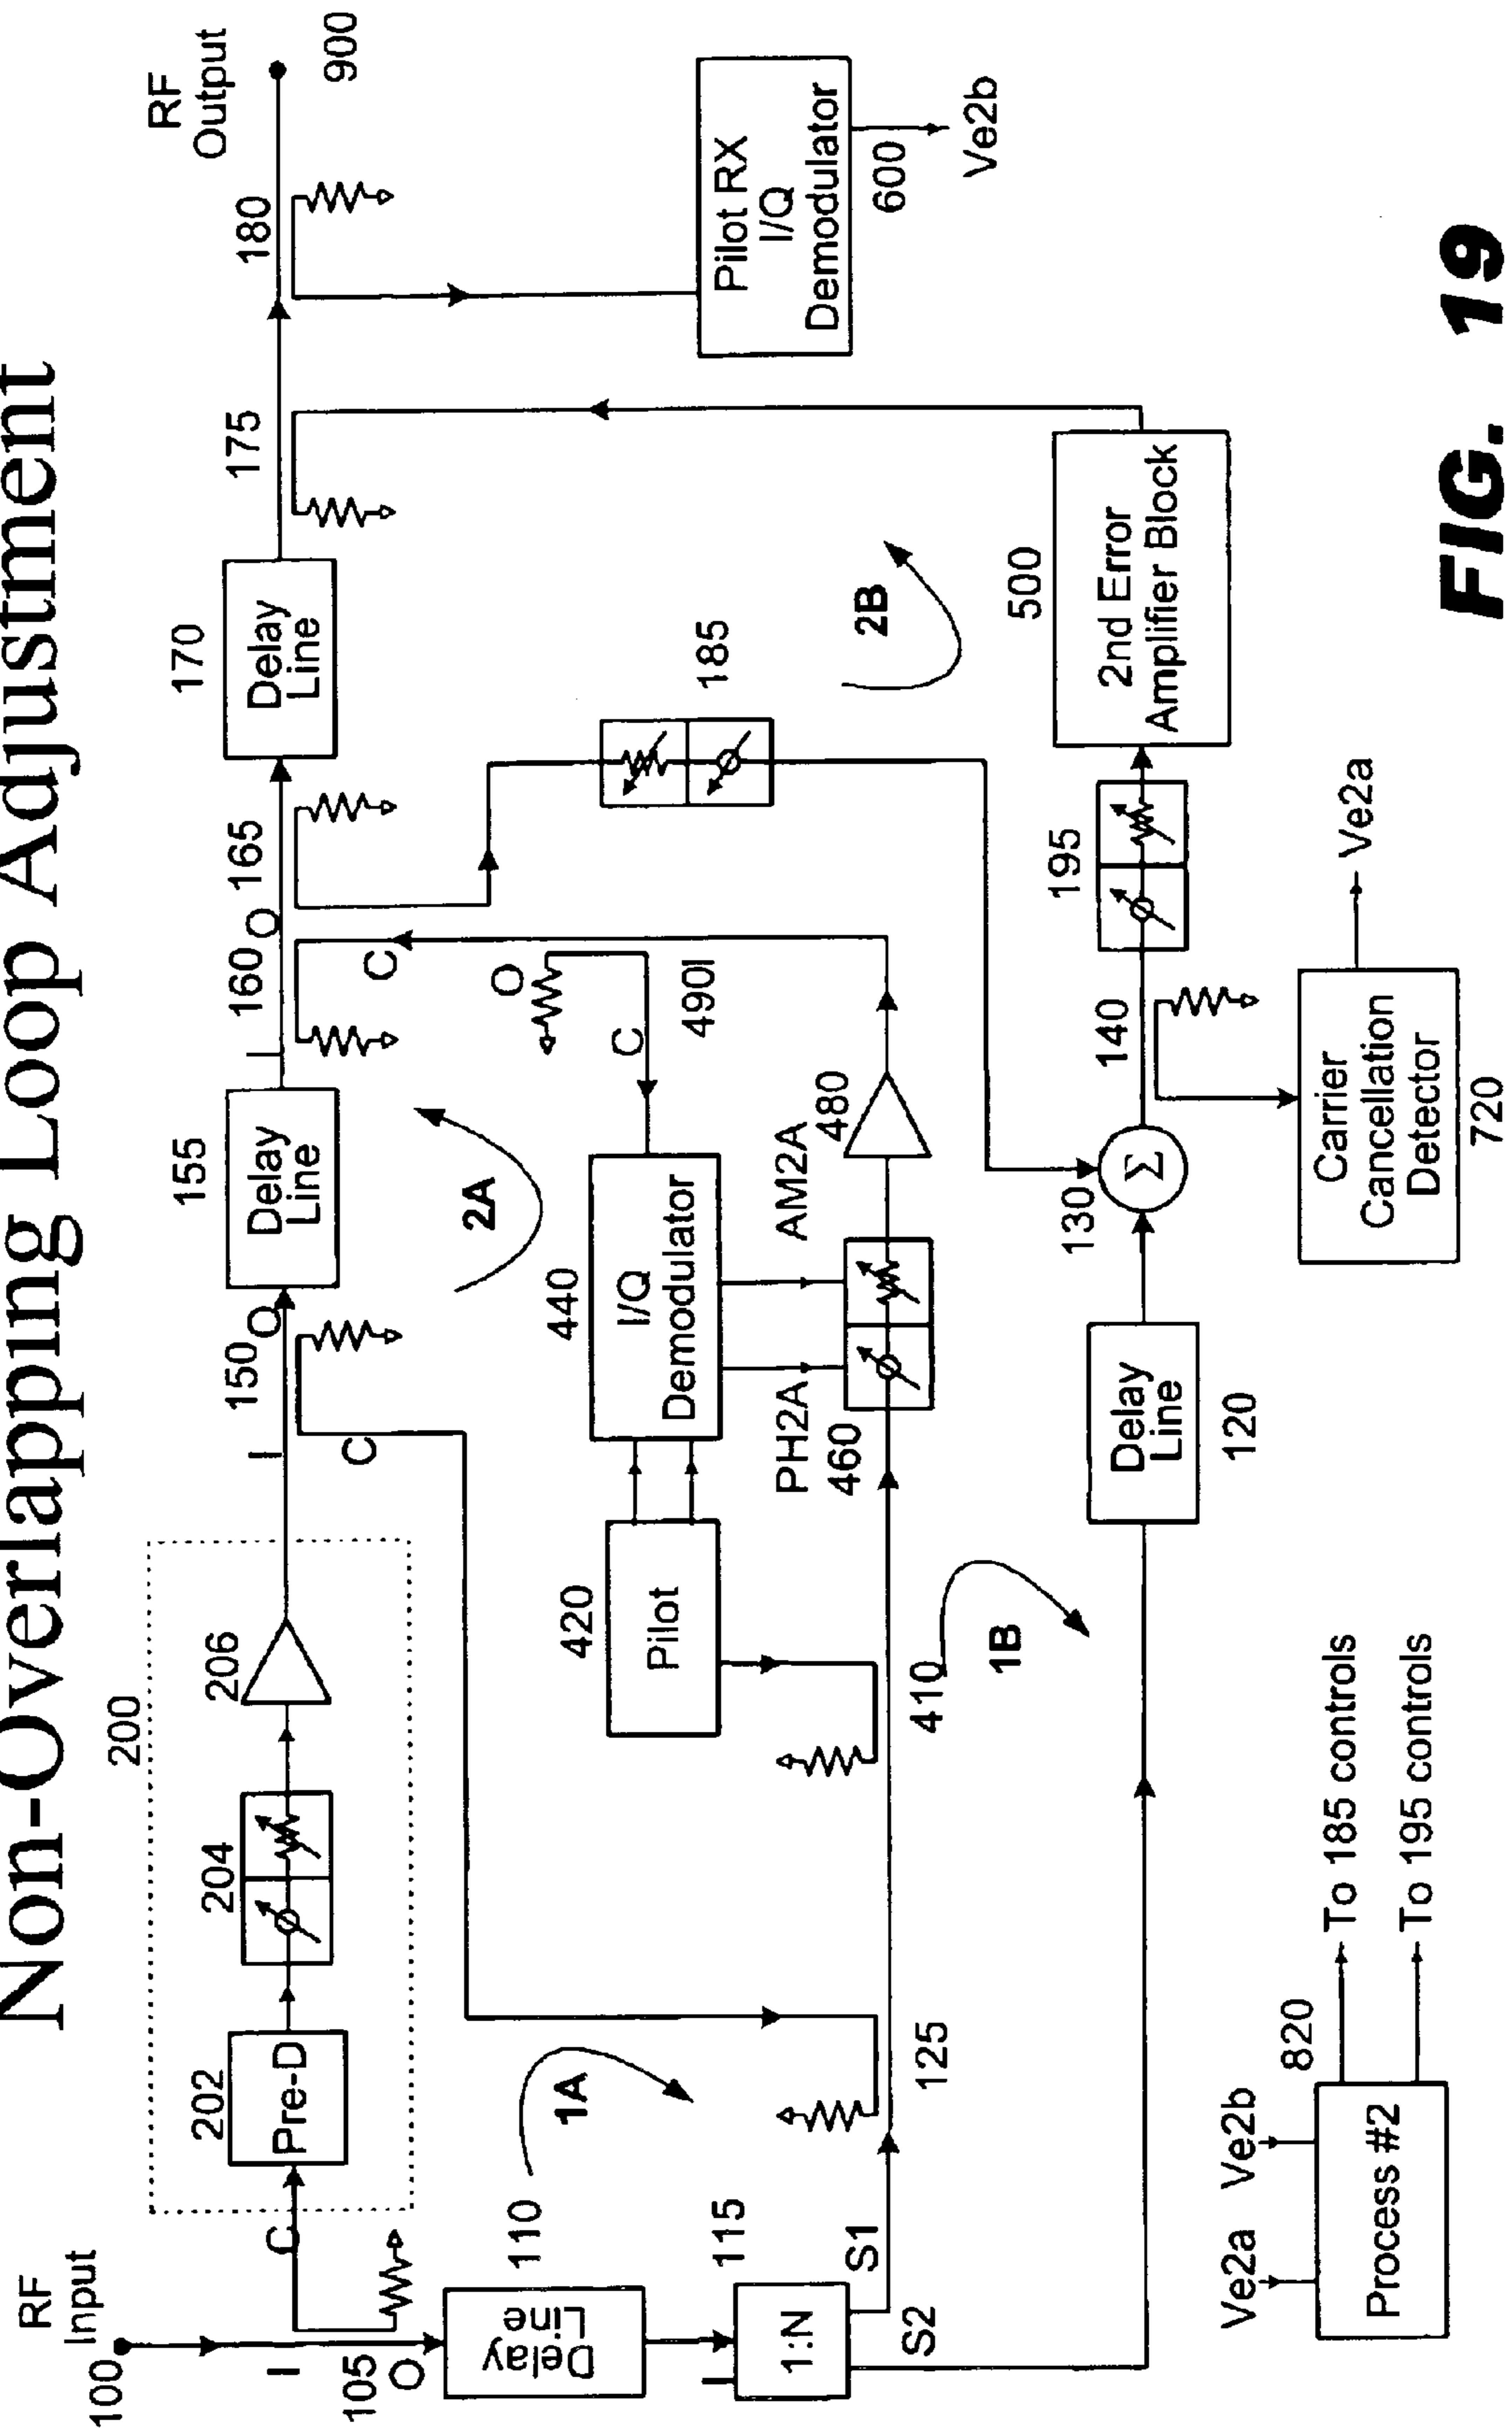 Non-Overlapping Loop Adjustment
RF
Input
100
I
105
O
C
200
202
Pre-D
204
206
I
150
O
C
155
Delay
Line
I
160
O
C
165
170
Delay
Line
175
180
RF
Output
900
110
Delay
Line
115
1:N
S1
S2
1A
125
420
Pilot
410
1B
440
I/Q
Demodulator
2A
O
C
490I
PH2A
AM2A
460
480
185
2B
Pilot RX
I/Q
Demodulator
600
Ve2b
120
Delay
Line
130
Σ
140
195
500
2nd Error
Amplifier Block
Carrier
Cancellation
Detector
720
Ve2a
Ve2a
Ve2b
820
Process #2
To 185 controls
To 195 controls
FIG. 19